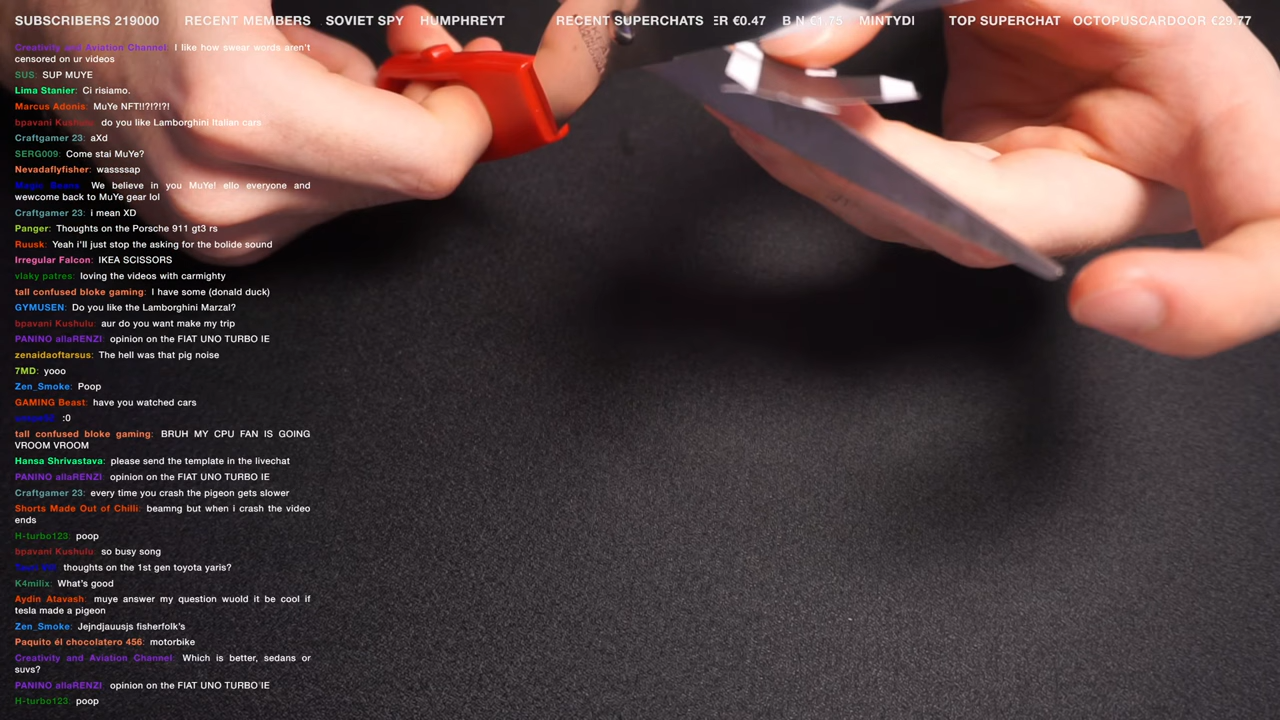 SUBSCRIBERS 219000 RECENT MEMBERS SOVIET SPY HUMPHREYT RECENT SUPERCHATS ER €0.47 B N €1.75 MINTYDI TOP SUPERCHAT OCTOPUSCARDOOR €29.77
Creativity and Aviation Channel: I like how swear words aren't
censored on ur videos
SUS: SUP MUYE
Lima Stanier: Ci risiamo.
Marcus Adonis: MuYe NFT!!?!?!?!
bpavani Kushulu: do you like Lamborghini Italian cars
Craftgamer 23: aXd
SERG009: Come stai MuYe?
Nevadaflyfisher: wassssap
We believe in you MuYe! ello everyone and
wewcome back to MuYe gear lol
Craftgamer 23: i mean XD
Panger: Thoughts on the Porsche 911 gt3 rs
Ruusk: Yeah i'll just stop the asking for the bolide sound
Irregular Falcon: IKEA SCISSORS
vlaky patres: loving the videos with carmighty
tall confused bloke gaming: I have some (donald duck)
GYMUSEN: Do you like the Lamborghini Marzal?
bpavani Kushulu: aur do you want make my trip
PANINO allaRENZI: opinion on the FIAT UNO TURBO IE
zenaidaoftarsus: The hell was that pig noise
7MD: yooo
Zen_Smoke: Poop
GAMING Beast: have you watched cars
:0
tall confused bloke gaming: BRUH MY CPU FAN IS GOING
VROOM VROOM
Hansa Shrivastava: please send the template in the livechat
PANINO allaRENZI: opinion on the FIAT UNO TURBO IE
Craftgamer 23: every time you crash the pigeon gets slower
Shorts Made Out of Chilli: beamng but when i crash the video
ends
H-turbo123: poop
bpavani Kushulu: so busy song
thoughts on the 1st gen toyota yaris?
K4milix: What's good
Aydin Atavash: muye answer my question wuold it be cool if
tesla made a pigeon
Zen_Smoke: Jejndjauusjs fisherfolk's
Paquito él chocolatero 456: motorbike
Creativity and Aviation Channel: Which is better, sedans or
suvs?
PANINO allaRENZI: opinion on the FIAT UNO TURBO IE
H-turbo123: poop